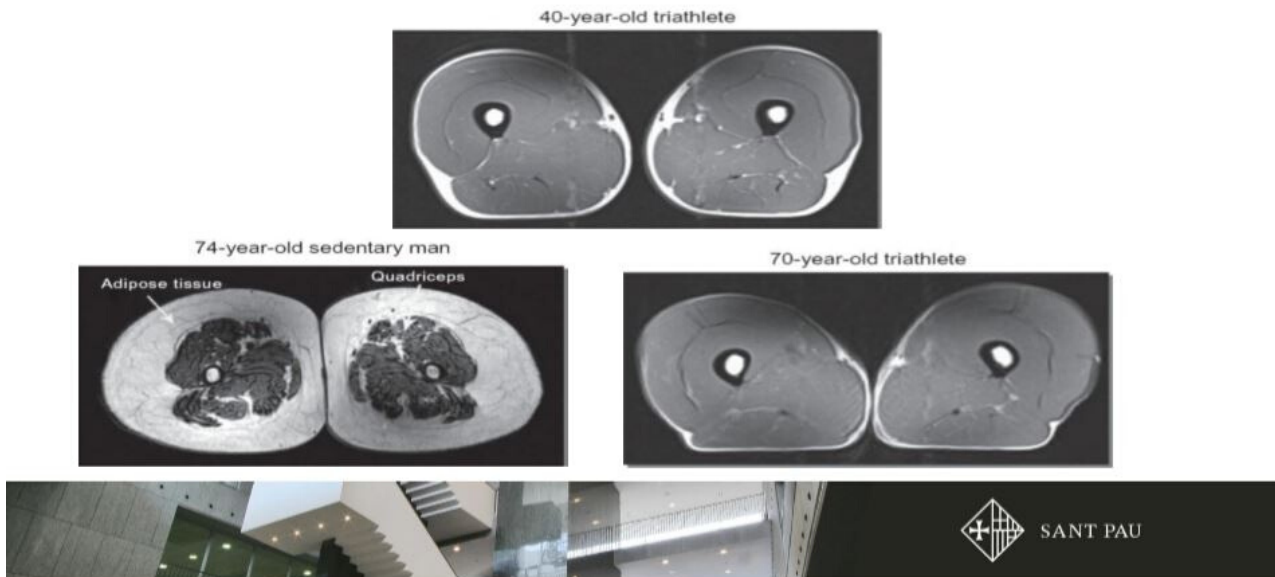 40-year-old triathlete
74-year-old sedentary man
Adipose tissue
Quadriceps
70-year-old triathlete
SANT PAU